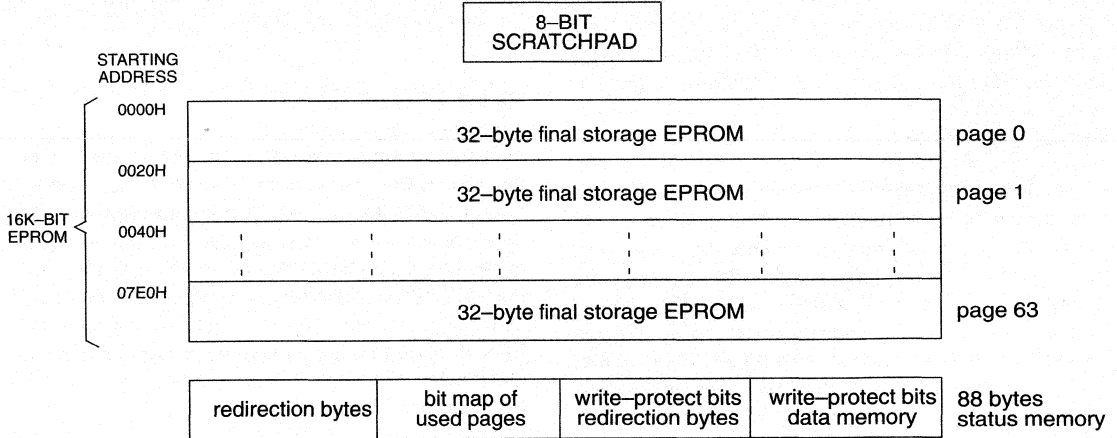 8–BIT
SCRATCHPAD
STARTING
ADDRESS
0000H
32–byte final storage EPROM
page 0
0020H
32–byte final storage EPROM
page 1
16K–BIT
EPROM
0040H
07E0H
32–byte final storage EPROM
page 63
redirection bytes
bit map of
used pages
write–protect bits
redirection bytes
write–protect bits
data memory
88 bytes
status memory